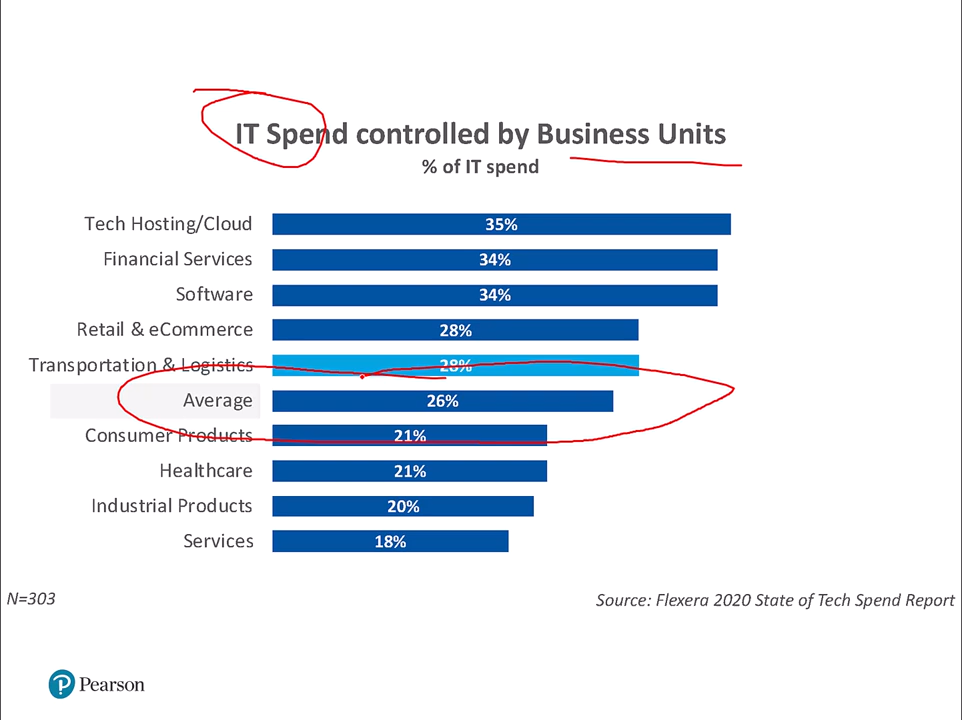 IT Spend controlled by Business Units
% of IT spend
Tech Hosting/Cloud 35%
Financial Services 34%
Software 34%
Retail & eCommerce 28%
Transportation & Logistics 28%
Average 26%
Consumer Products 21%
Healthcare 21%
Industrial Products 20%
Services 18%
N=303
Source: Flexera 2020 State of Tech Spend Report
Pearson